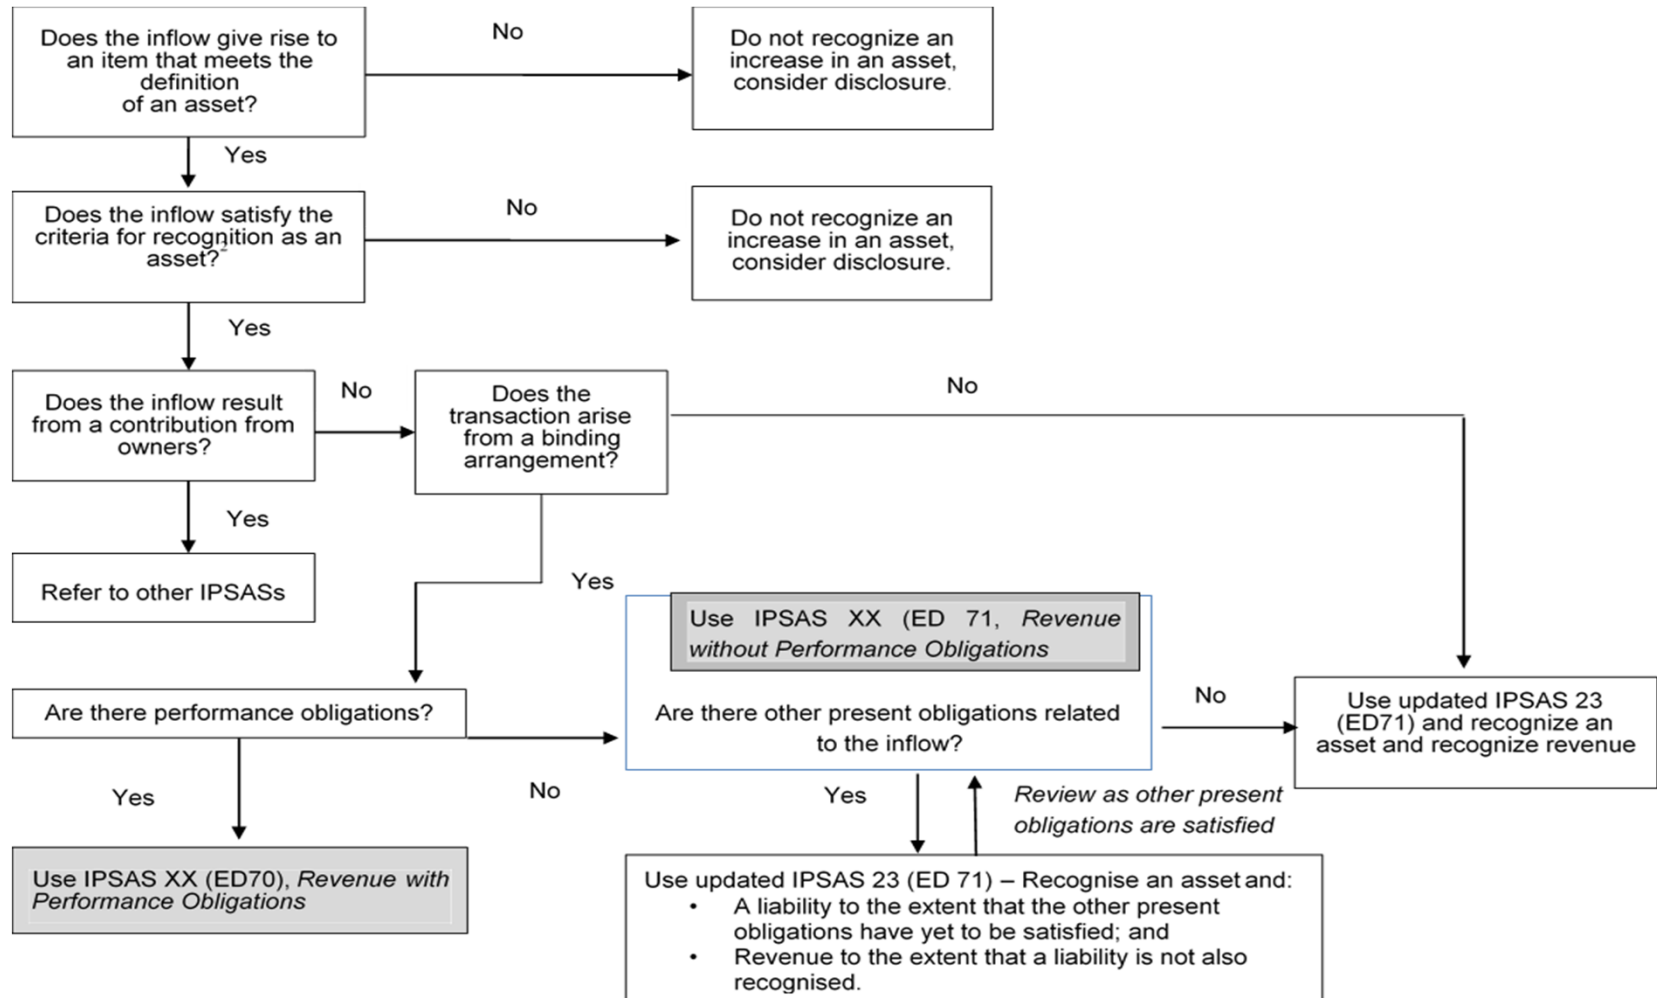 Does the inflow give rise to
an item that meets the
definition
of an asset?
No
Do not recognize an
increase in an asset,
consider disclosure.
Yes
Does the inflow satisfy the
criteria for recognition as an
asset?2
No
Do not recognize an
increase in an asset,
consider disclosure.
Yes
Does the inflow result
from a contribution from
owners?
No
Does the
transaction arise
from a binding
arrangement?
No
Yes
Refer to other IPSASs
Yes
Use IPSAS XX (ED 71, Revenue
without Performance Obligations
Are there performance obligations?
Are there other present obligations related
to the inflow?
No
Use updated IPSAS 23
(ED71) and recognize an
asset and recognize revenue
Yes
No
Yes
Review as other present
obligations are satisfied
Use IPSAS XX (ED70), Revenue with
Performance Obligations
Use updated IPSAS 23 (ED 71) – Recognise an asset and:
• A liability to the extent that the other present
obligations have yet to be satisfied; and
• Revenue to the extent that a liability is not also
recognised.